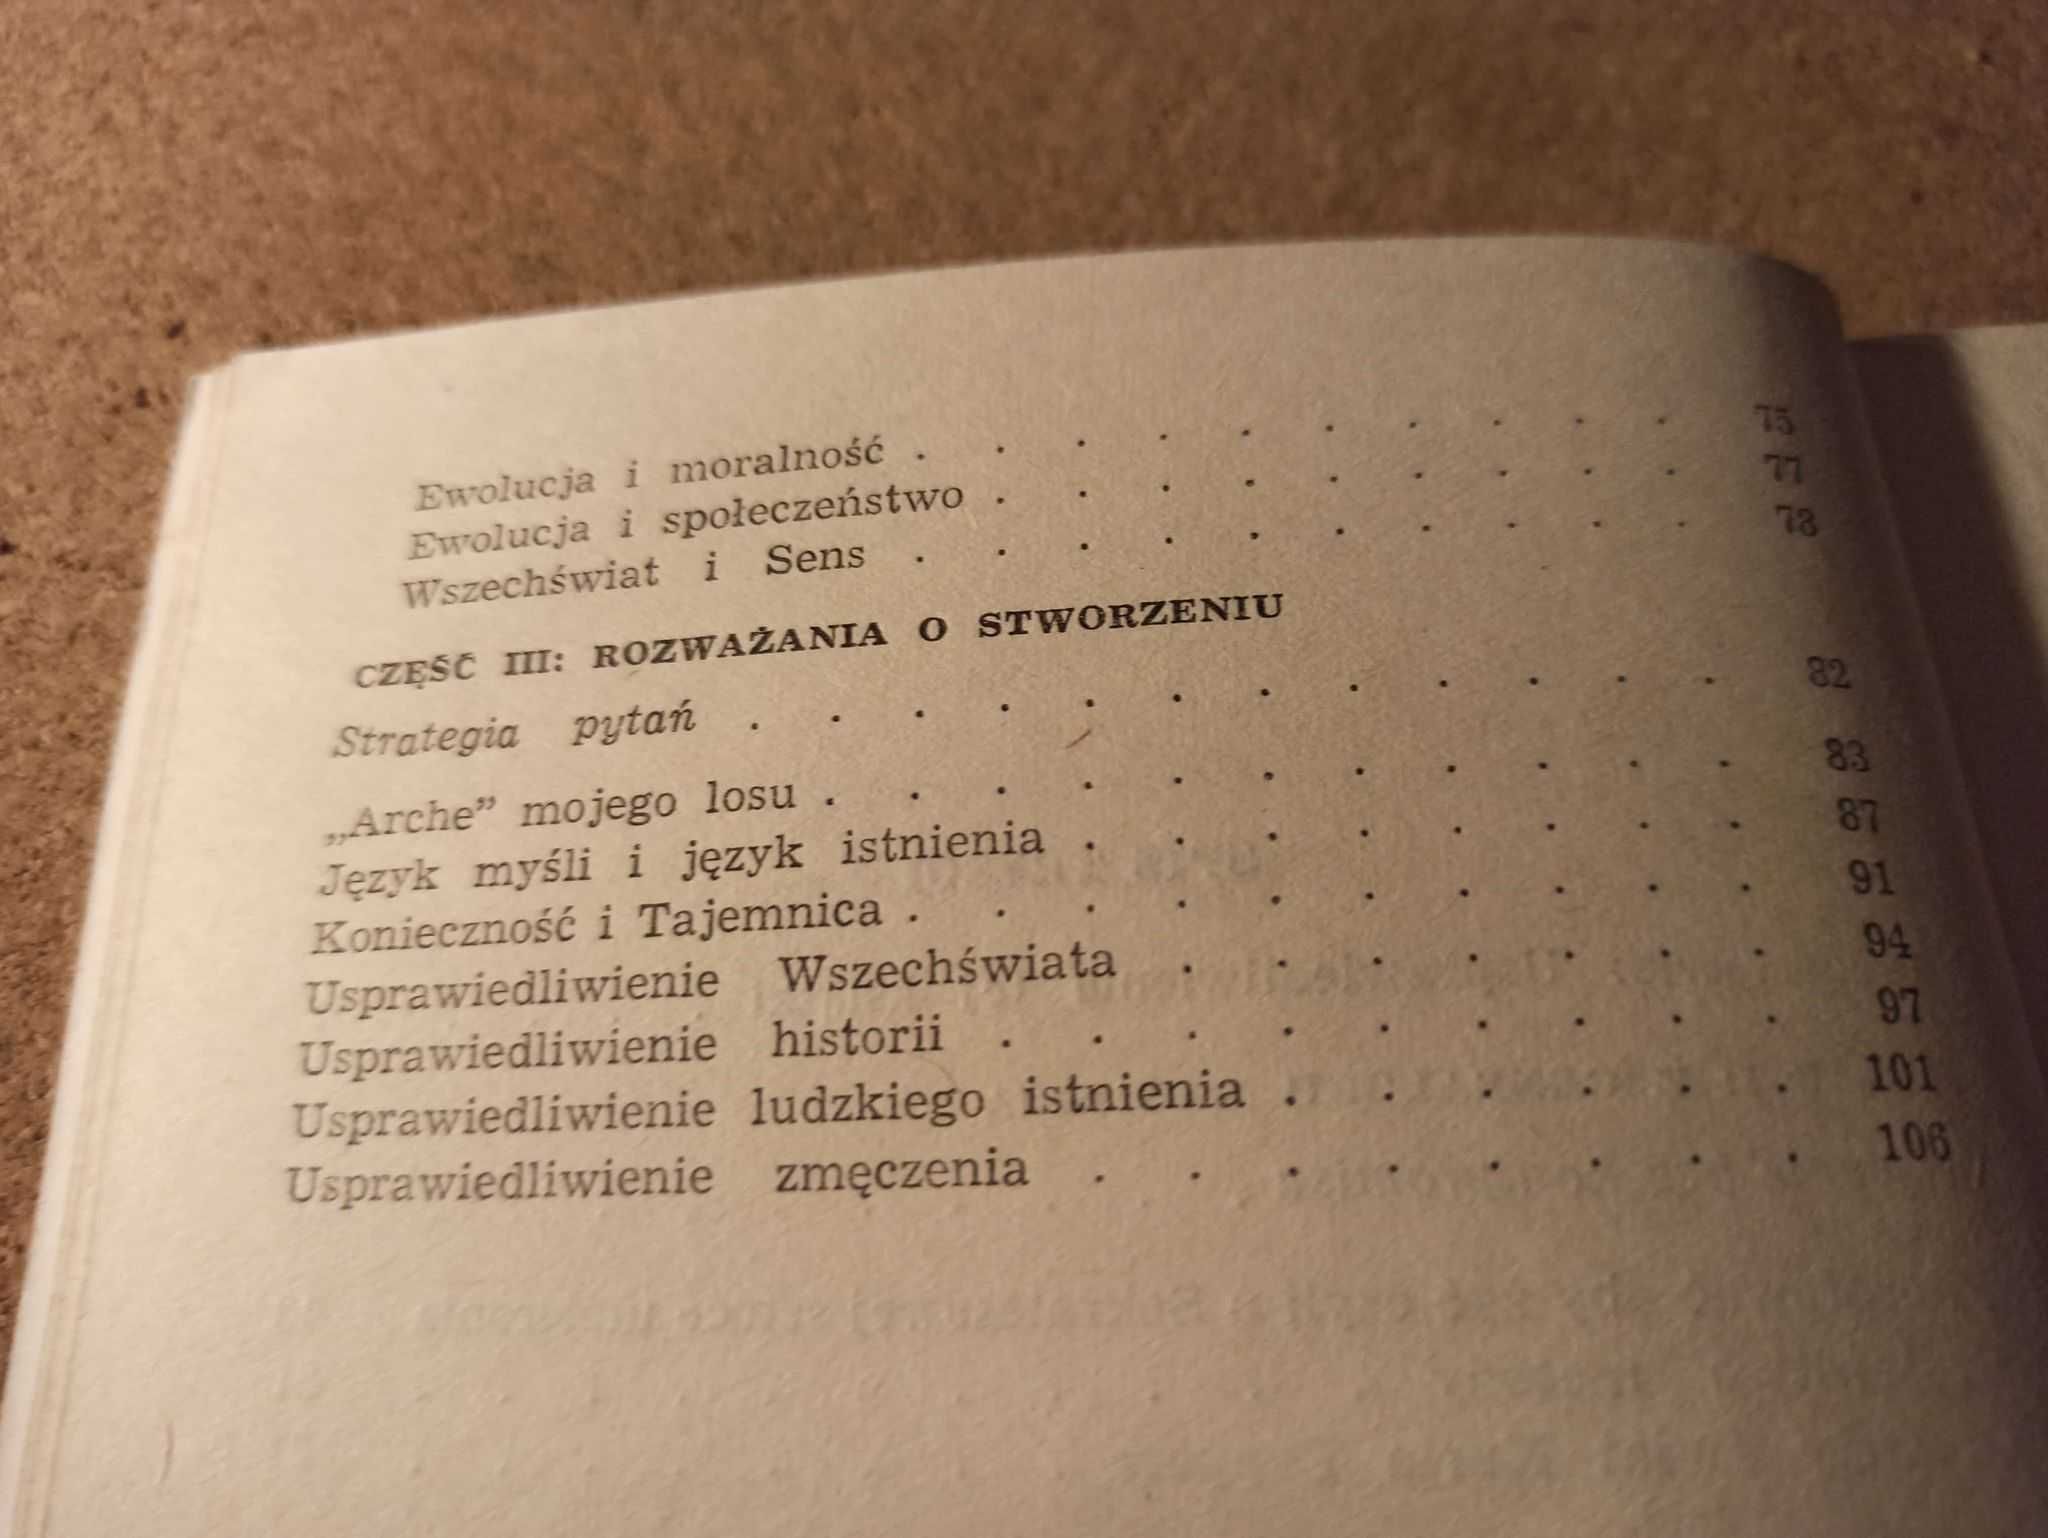 Ewolucja i moralność . . . . . . . . . . 75
Ewolucja i społeczeństwo . . . . . . . . . 77
Wszechświat i Sens . . . . . . . . . . 78
CZĘŚĆ III: ROZWAŻANIA O STWORZENIU
Strategia pytań . . . . . . . . . . . . 82
„Arche” mojego losu . . . . . . . . . . . 83
Język myśli i język istnienia . . . . . . . . 87
Konieczność i Tajemnica . . . . . . . . . . 91
Usprawiedliwienie Wszechświata . . . . . . . 94
Usprawiedliwienie historii . . . . . . . . . 97
Usprawiedliwienie ludzkiego istnienia . . . . . . 101
Usprawiedliwienie zmęczenia . . . . . . . . 106